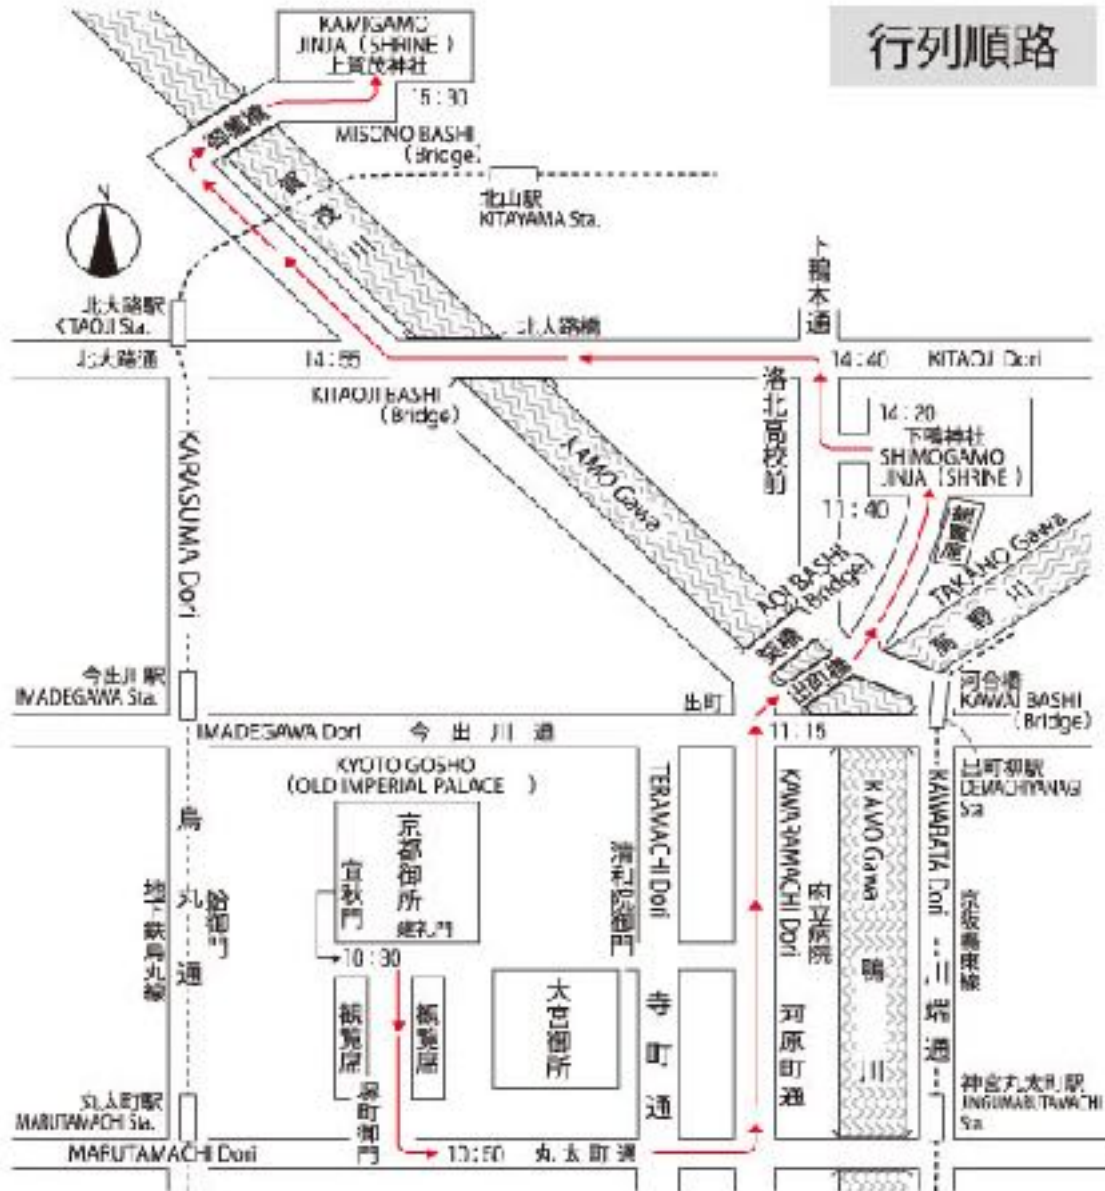 行列順路
KAMIGAMO
JINJA (SHRINE )
上賀茂神社
15:30
御薗橋
MISONO BASHI
(Bridge)
賀茂川
北山駅
KITAYAMA Sta.
N
下鴨本通
北大路駅
KITAOJI Sta.
北大路橋
北大路通
14:55
14:40
KITAOJI Dori
KITAOJI BASHI
(Bridge)
洛北高校前
14:20
下鴨神社
SHIMOGAMO
JINJA (SHRINE )
KAMO Gawa
11:40
KARASUMA Dori
AOI BASHI
(Bridge)
TAKANO Gawa
高野川
葵橋
出町橋
今出川駅
IMADEGAWA Sta.
出町
河合橋
KAWAI BASHI
(Bridge)
IMADEGAWA Dori
今出川通
11:15
KYOTO GOSHO
(OLD IMPERIAL PALACE )
出町柳駅
DEMACHIYANAGI
Sta.
TERAMACHI Dori
KAWARAMACHI Dori
KAMO Gawa
KAWABATA Dori
京都御所
宜秋門
建礼門
清和院御門
府立病院
烏丸通
地下鉄烏丸線
蛤御門
京阪鴨東線
10:30
観覧席
観覧席
大宮御所
寺町通
河原町通
鴨川
川端通
堺町御門
丸太町駅
MARUTAMACHI Sta.
神宮丸太町駅
JINGUMARUTAMACHI
Sta.
MARUTAMACHI Dori
10:50
丸太町通